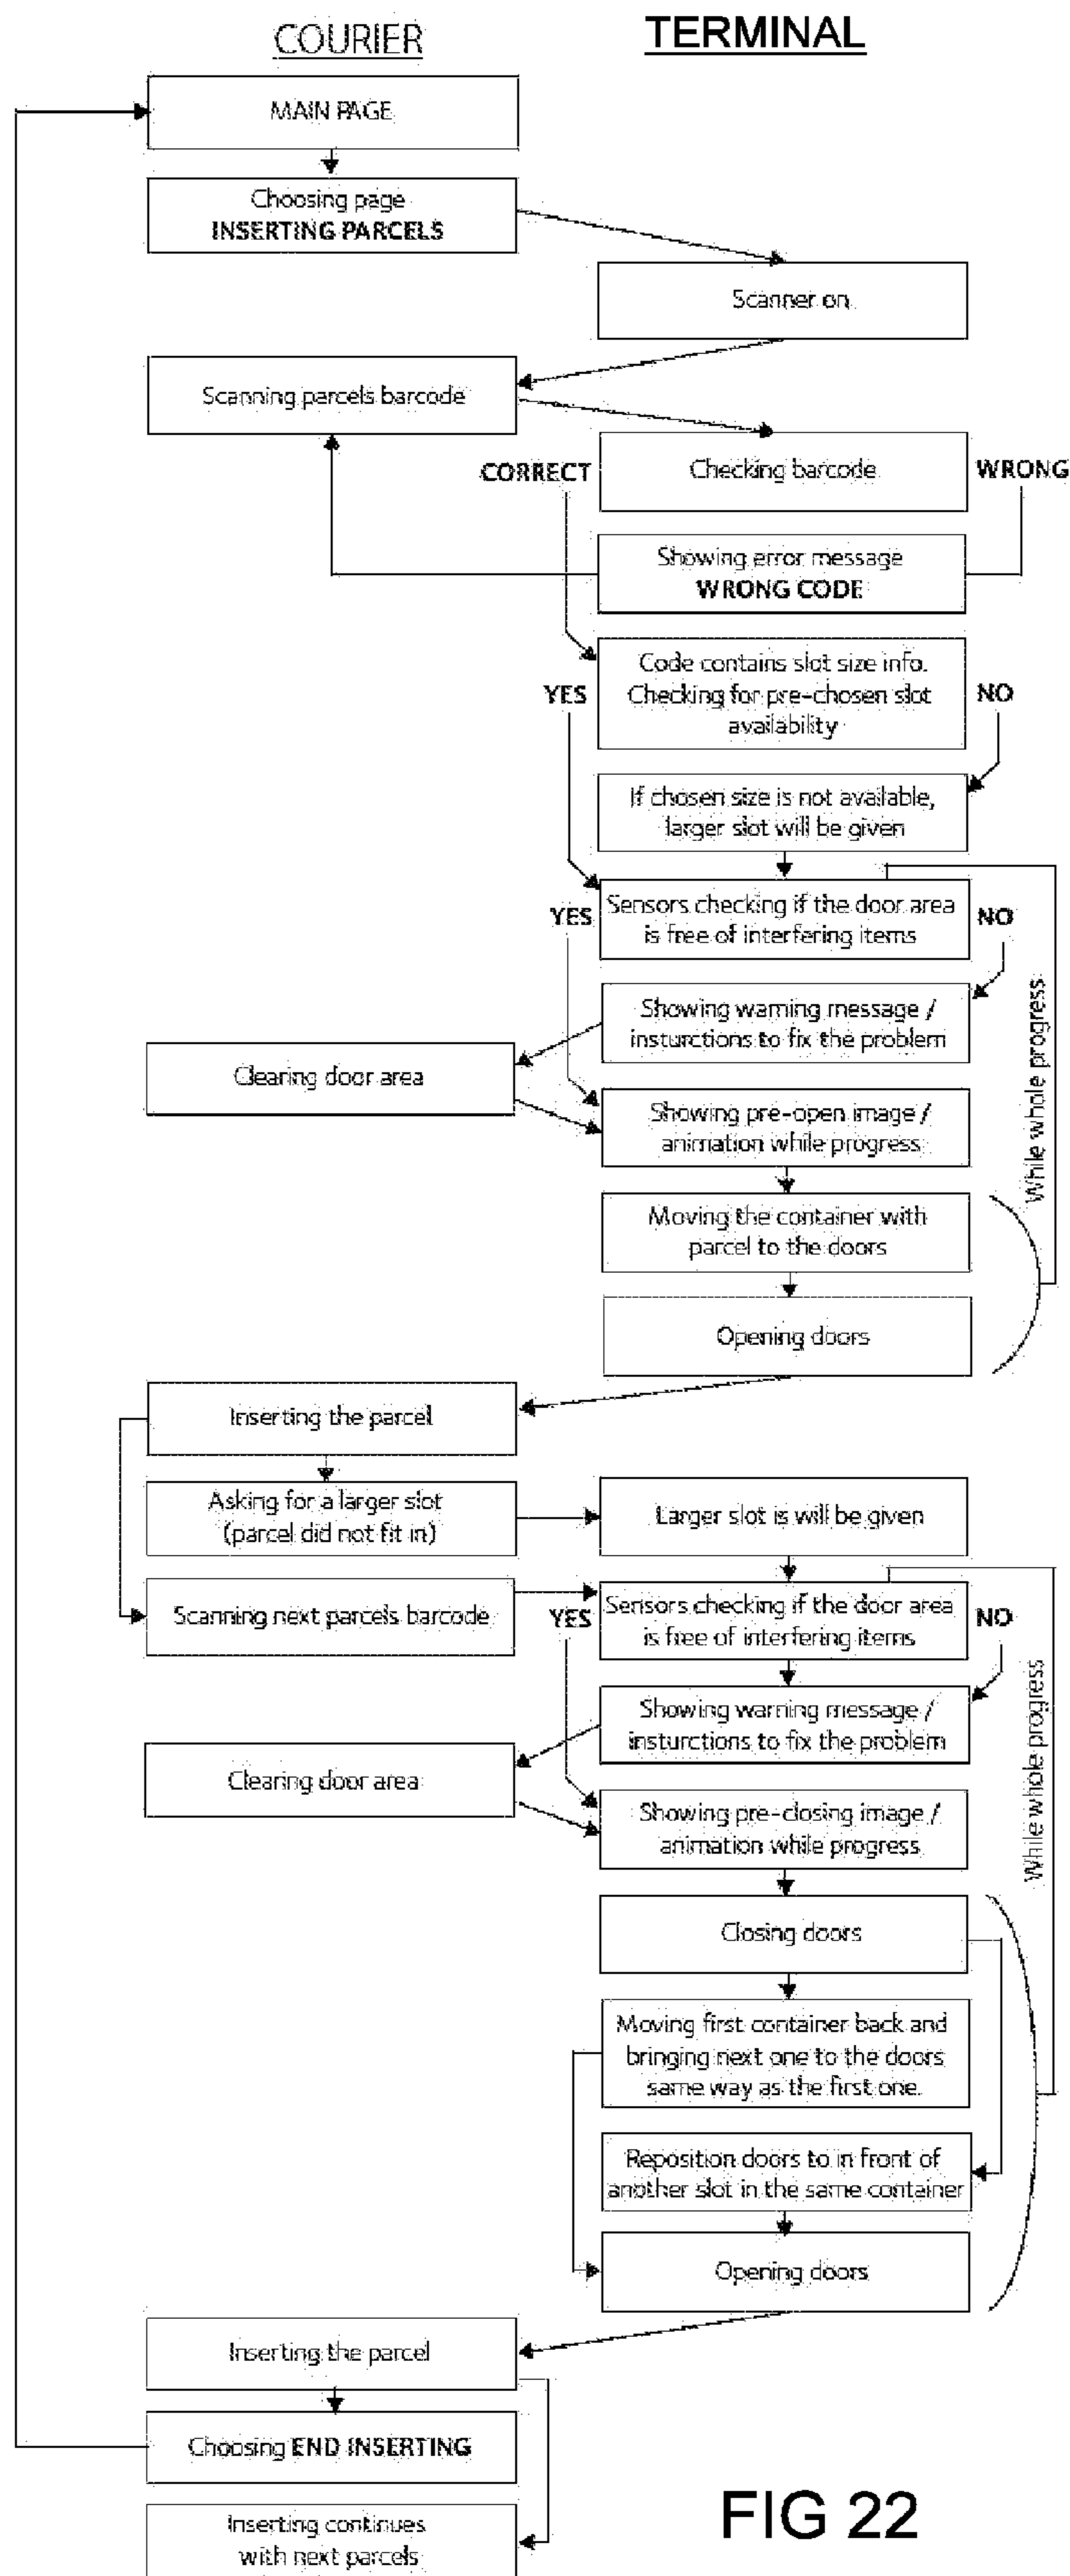 COURIER
TERMINAL
MAIN PAGE
Choosing page
INSERTING PARCELS
Scanner on
Scanning parcels barcode
CORRECT
Checking barcode
WRONG
Showing error message
WRONG CODE
Code contains slot size info.
Checking for pre-chosen slot
availability
YES
NO
If chosen size is not available,
larger slot will be given
Sensors checking if the door area
is free of interfering items
YES
NO
While whole progress
Showing warning message /
insturctions to fix the problem
Clearing door area
Showing pre-open image /
animation while progress
Moving the container with
parcel to the doors
Opening doors
Inserting the parcel
Asking for a larger slot
(parcel did not fit in)
Larger slot is will be given
Scanning next parcels barcode
YES
Sensors checking if the door area
is free of interfering items
NO
While whole progress
Showing warning message /
insturctions to fix the problem
Clearing door area
Showing pre-closing image /
animation while progress
Closing doors
Moving first container back and
bringing next one to the doors
same way as the first one.
Reposition doors to in front of
another slot in the same container
Opening doors
Inserting the parcel
Choosing END INSERTING
Inserting continues
with next parcels
FIG 22